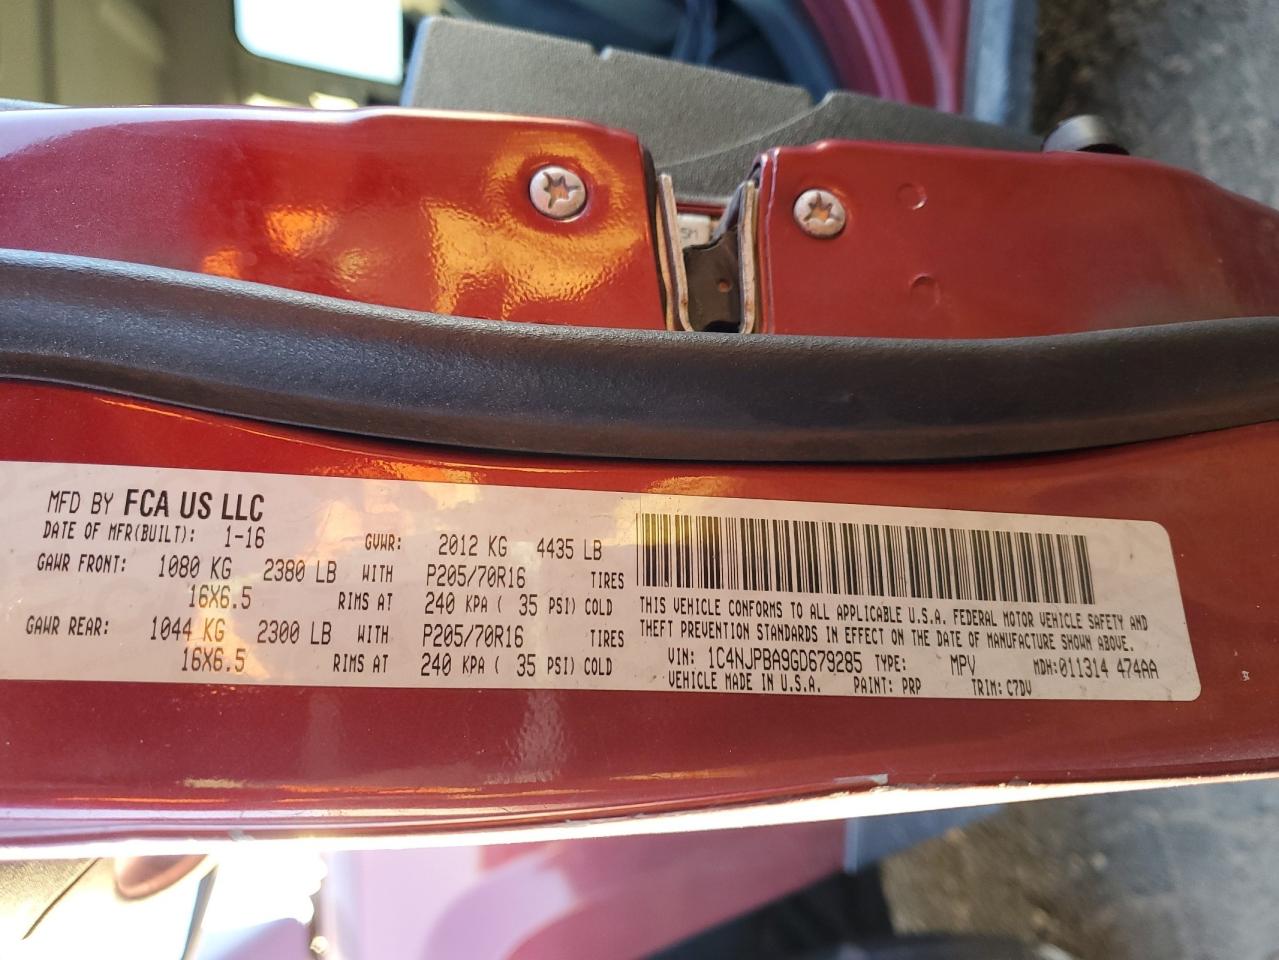 MFD BY FCA US LLC
DATE OF MFR(BUILT): 1-16 GVWR: 2012 KG 4435 LB
GAWR FRONT: 1080 KG 2380 LB WITH P205/70R16 TIRES
16X6.5 RIMS AT 240 KPA ( 35 PSI) COLD
GAWR REAR: 1044 KG 2300 LB WITH P205/70R16 TIRES
16X6.5 RIMS AT 240 KPA ( 35 PSI) COLD
THIS VEHICLE CONFORMS TO ALL APPLICABLE U.S.A. FEDERAL MOTOR VEHICLE SAFETY AND
THEFT PREVENTION STANDARDS IN EFFECT ON THE DATE OF MANUFACTURE SHOWN ABOVE.
VIN: 1C4NJPBA9GD679285 TYPE: MPV MDH:011314 474AA
VEHICLE MADE IN U.S.A. PAINT: PRP TRIM: C7DV